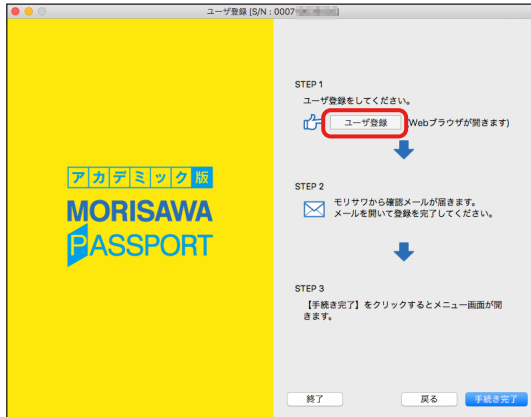 ユーザ登録 [S/N : 0007
STEP 1
ユーザ登録をしてください。
ユーザ登録 (Webブラウザが開きます)
アカデミック版
MORISAWA
PASSPORT
STEP 2
モリサワから確認メールが届きます。
メールを開いて登録を完了してください。
STEP 3
【手続き完了】をクリックするとメニュー画面が開
きます。
終了 戻る 手続き完了